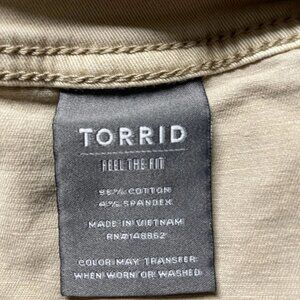 TORRID
FEEL THE FIT
96% COTTON
4% SPANDEX
MADE IN VIETNAM
RN#148862
COLOR MAY TRANSFER
WHEN WORN OR WASHED